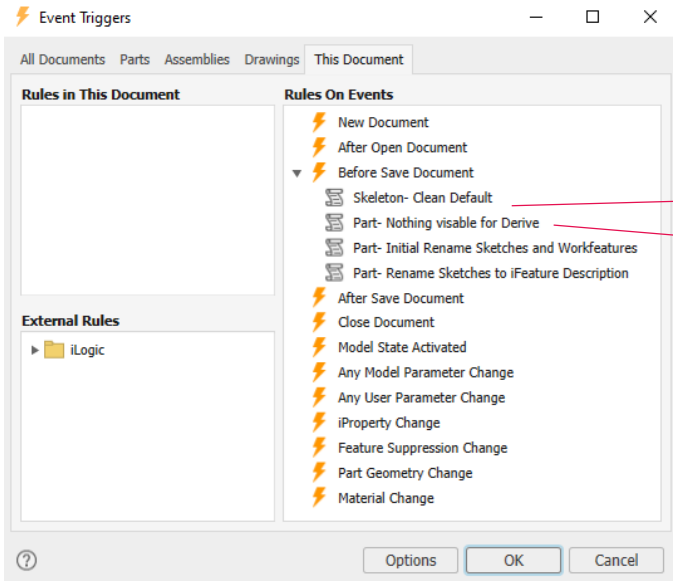 Event Triggers
All Documents Parts Assemblies Drawings This Document
Rules in This Document
Rules On Events
New Document
After Open Document
Before Save Document
Skeleton- Clean Default
Part- Nothing visable for Derive
Part- Initial Rename Sketches and Workfeatures
Part- Rename Sketches to iFeature Description
After Save Document
Close Document
Model State Activated
Any Model Parameter Change
Any User Parameter Change
iProperty Change
Feature Suppression Change
Part Geometry Change
Material Change
External Rules
iLogic
? Options OK Cancel